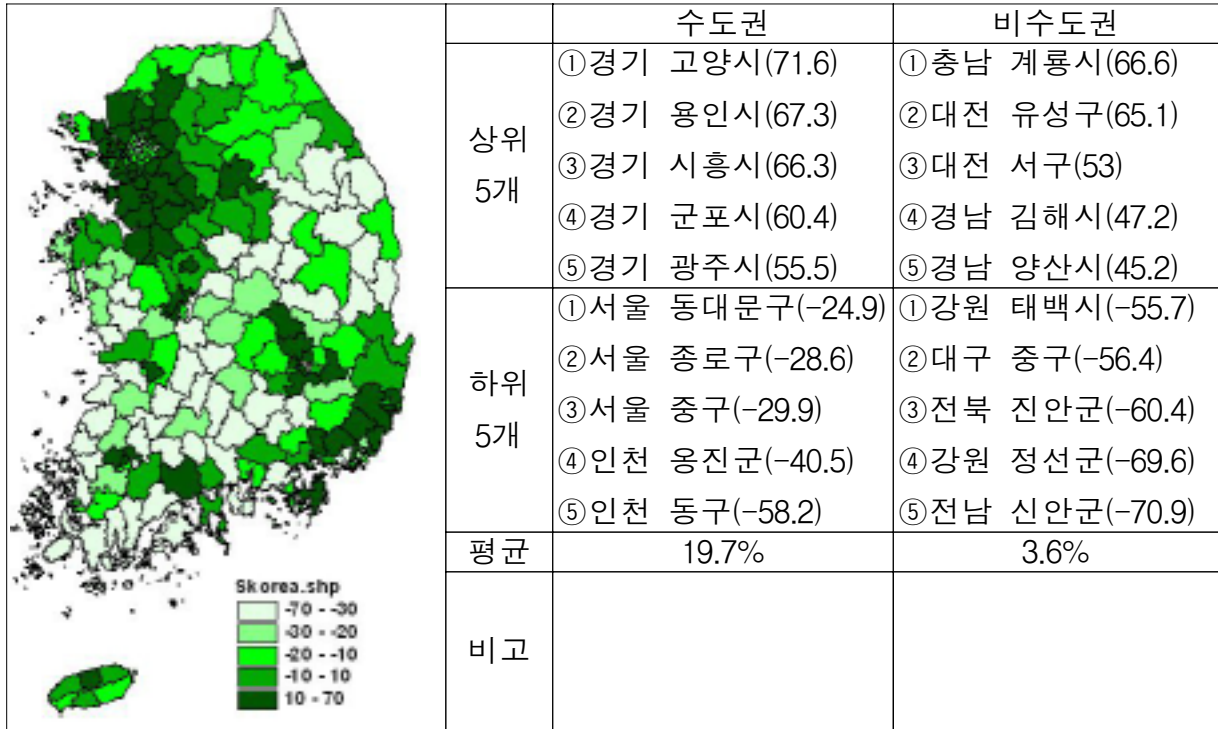 수도권 비수도권
상위 5개
①경기 고양시(71.6) ①충남 계룡시(66.6)
②경기 용인시(67.3) ②대전 유성구(65.1)
③경기 시흥시(66.3) ③대전 서구(53)
④경기 군포시(60.4) ④경남 김해시(47.2)
⑤경기 광주시(55.5) ⑤경남 양산시(45.2)
하위 5개
①서울 동대문구(-24.9) ①강원 태백시(-55.7)
②서울 종로구(-28.6) ②대구 중구(-56.4)
③서울 중구(-29.9) ③전북 진안군(-60.4)
④인천 옹진군(-40.5) ④강원 정선군(-69.6)
⑤인천 동구(-58.2) ⑤전남 신안군(-70.9)
평균 19.7% 3.6%
비고
Skorea.shp
-70 - -30
-30 - -20
-20 - -10
-10 - 10
10 - 70